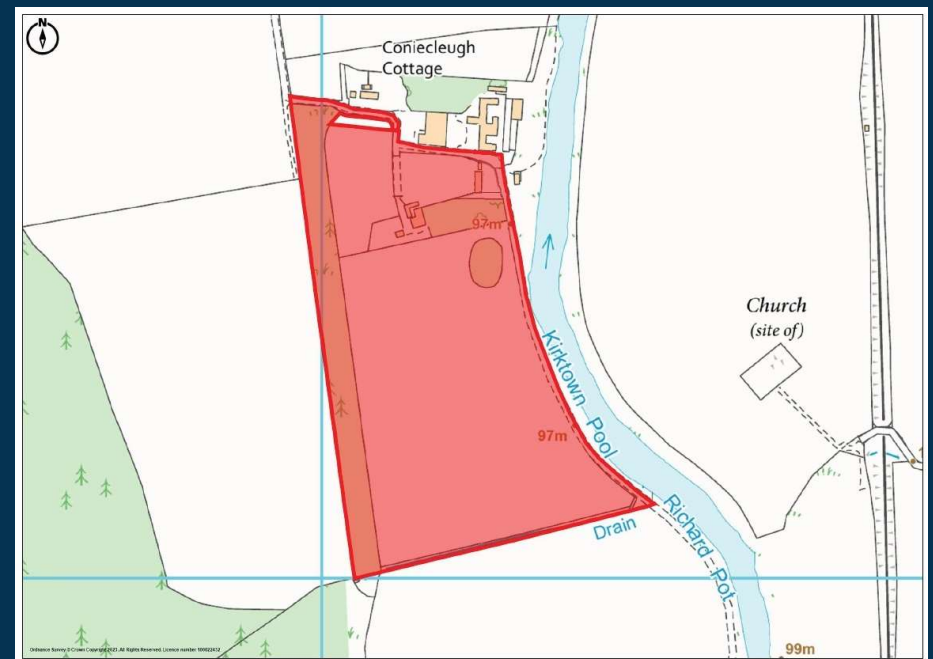 N
Coniecleugh
Cottage
97m
Church
(site of)
Kirktown Pool
97m
Richard Pot
Drain
99m
Ordnance Survey © Crown Copyright 2023. All Rights Reserved. Licence number 100022432